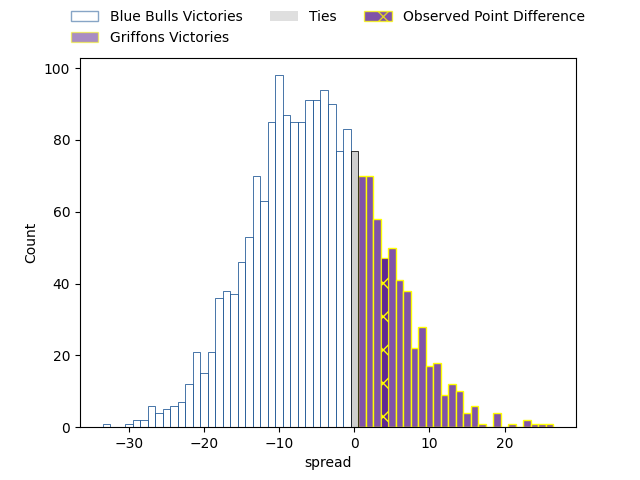 Blue Bulls Victories
Ties
Observed Point Difference
Griffons Victories
100
80
60
40
20
0
Count
−30
−20
−10
0
10
20
spread